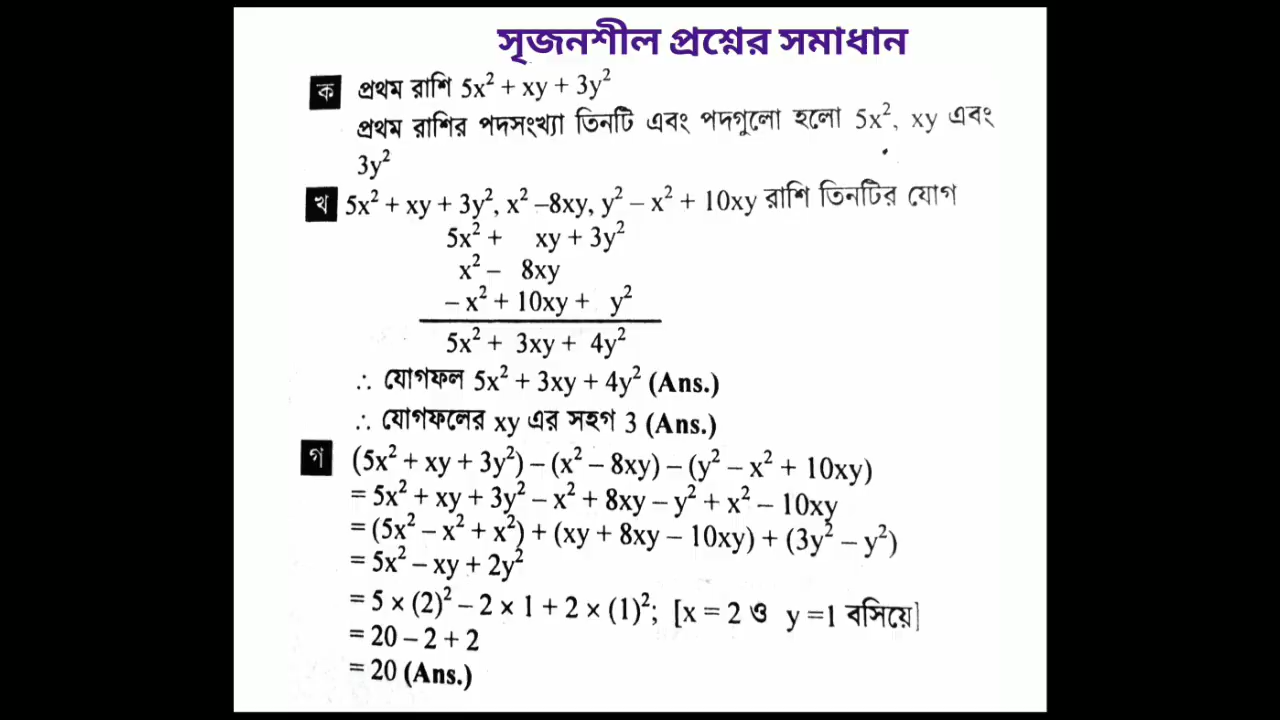 সৃজনশীল প্রশ্নের সমাধান
ক প্রথম রাশি 5x² + xy + 3y²
প্রথম রাশির পদসংখ্যা তিনটি এবং পদগুলো হলো 5x², xy এবং
3y²
খ 5x² + xy + 3y², x² –8xy, y² – x² + 10xy রাশি তিনটির যোগ
5x² + xy + 3y²
x² – 8xy
– x² + 10xy + y²
5x² + 3xy + 4y²
∴ যোগফল 5x² + 3xy + 4y² (Ans.)
∴ যোগফলের xy এর সহগ 3 (Ans.)
গ (5x² + xy + 3y²) – (x² – 8xy) – (y² – x² + 10xy)
= 5x² + xy + 3y² – x² + 8xy – y² + x² – 10xy
= (5x² – x² + x²) + (xy + 8xy – 10xy) + (3y² – y²)
= 5x² – xy + 2y²
= 5 × (2)² – 2 × 1 + 2 × (1)²; [x = 2 ও y =1 বসিয়ে]
= 20 – 2 + 2
= 20 (Ans.)